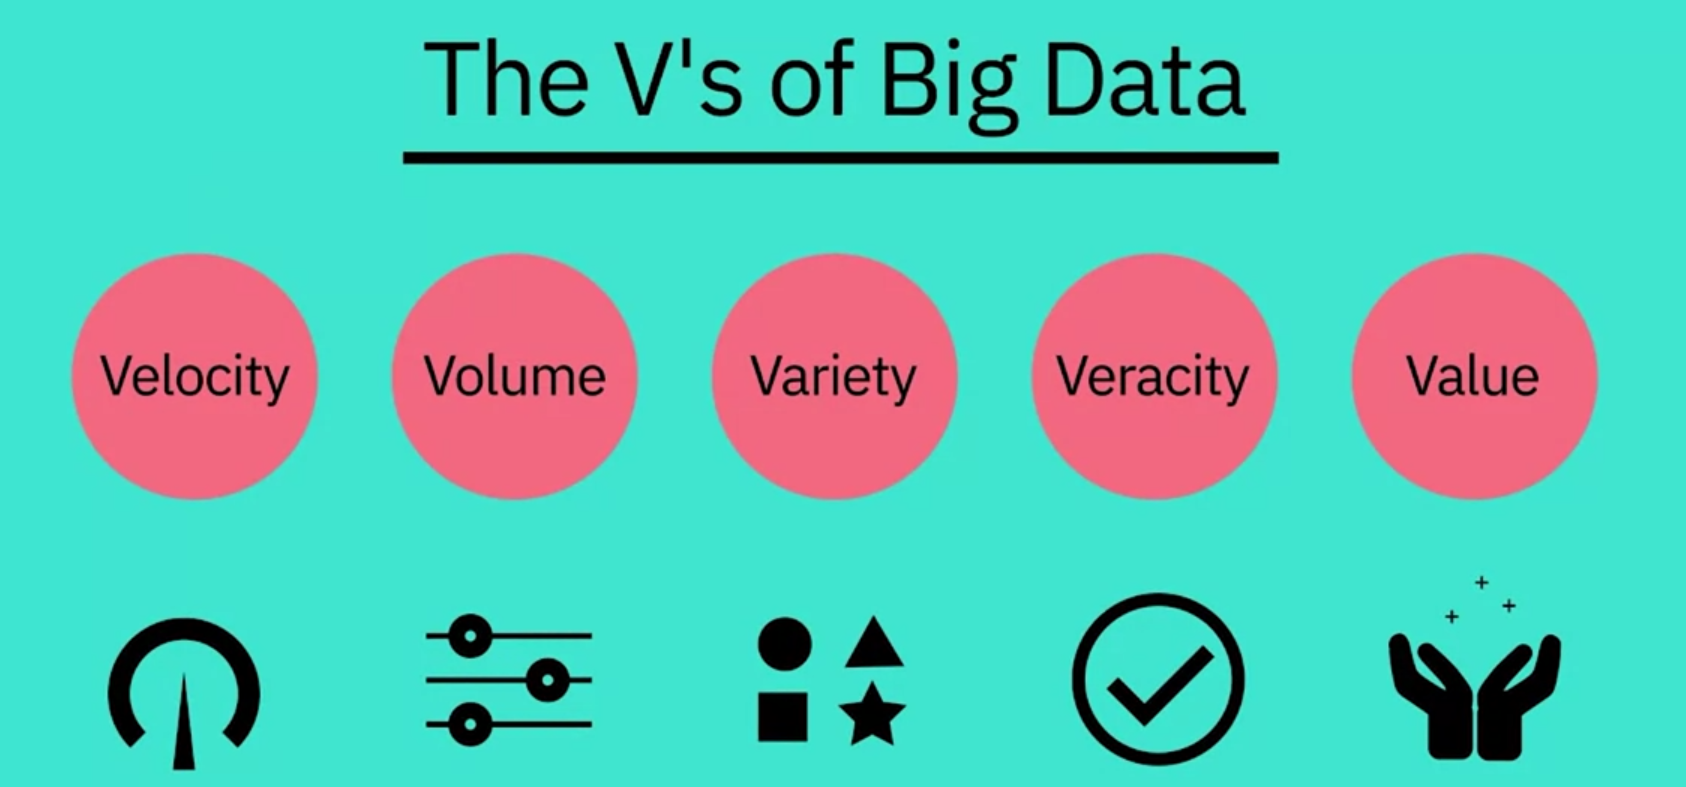 The V's of Big Data
Velocity
Volume
Variety
Veracity
Value